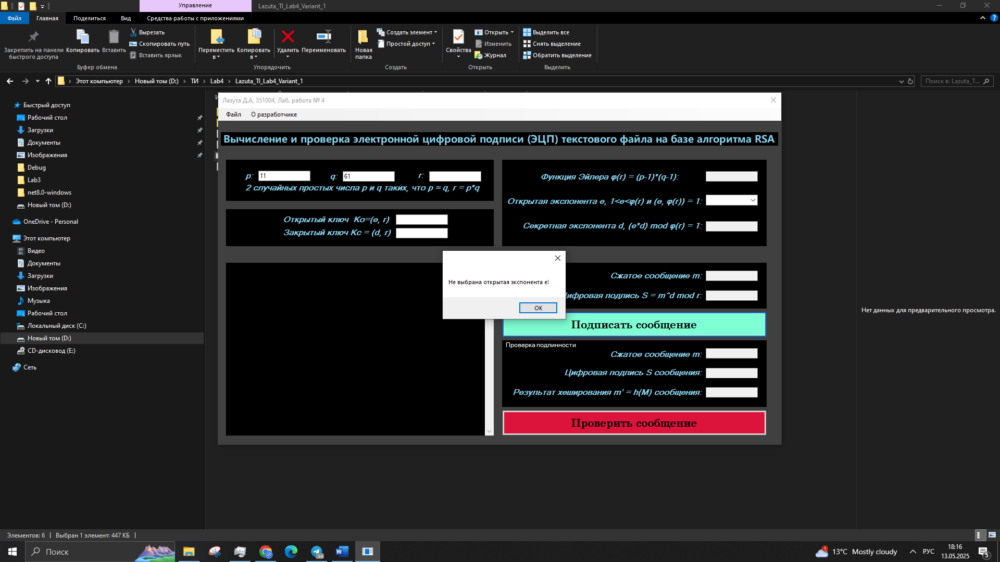 Управление
Lazuta_TI_Lab4_Variant_1
Файл
Главная
Поделиться
Вид
Средства работы с приложениями
Закрепить на панели
быстрого доступа
Копировать
Вставить
Вырезать
Скопировать путь
Вставить ярлык
Буфер обмена
Переместить
в
Копировать
в
Удалить
Переименовать
Упорядочить
Новая
папка
Создать элемент
Простой доступ
Создать
Свойства
Открыть
Изменить
Журнал
Открыть
Выделить все
Снять выделение
Обратить выделение
Выделить
Этот компьютер
Новый том (D:)
ТИ
Lab4
Lazuta_TI_Lab4_Variant_1
Поиск в: Lazuta_T...
Быстрый доступ
Рабочий стол
Загрузки
Документы
Изображения
Debug
Lab3
net8.0-windows
Новый том (D:)
OneDrive - Personal
Этот компьютер
Видео
Документы
Загрузки
Изображения
Музыка
Рабочий стол
Локальный диск (C:)
Новый том (D:)
CD-дисковод (E:)
Сеть
Лазута Д.А, 351004, Лаб. работа № 4
Файл
О разработчике
Вычисление и проверка электронной цифровой подписи (ЭЦП) текстового файла на базе алгоритма RSA
p: 11
q: 61
r:
2 случайных простых числа p и q таких, что p ≈ q, r = p*q
Открытый ключ Ko=(e, r)
Закрытый ключ Kc = (d, r)
Функция Эйлера φ(r) = (p-1)*(q-1):
Открытая экспонента e, 1<e<φ(r) и (e, φ(r)) = 1:
Секретная экспонента d, (e*d) mod φ(r) = 1:
Не выбрана открытая экспонента e!
OK
Сжатое сообщение m:
ифровая подпись S = m^d mod r:
Подписать сообщение
Проверка подлинности
Сжатое сообщение m:
Цифровая подпись S сообщения:
Результат хеширования m' = h(M) сообщения:
Проверить сообщение
Нет данных для предварительного просмотра.
Элементов: 6
Выбран 1 элемент: 447 КБ
Поиск
96
1
13°C Mostly cloudy
РУС
18:16
13.05.2025
5